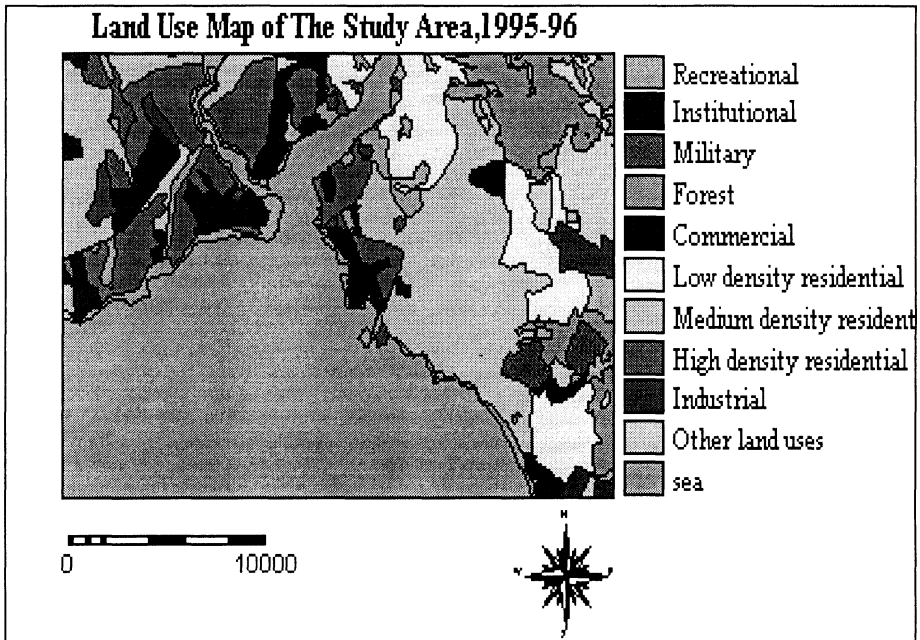 Land Use Map of The Study Area,1995-96
Recreational
Institutional
Military
Forest
Commercial
Low density residential
Medium density resident
High density residential
Industrial
Other land uses
sea
0 10000
N